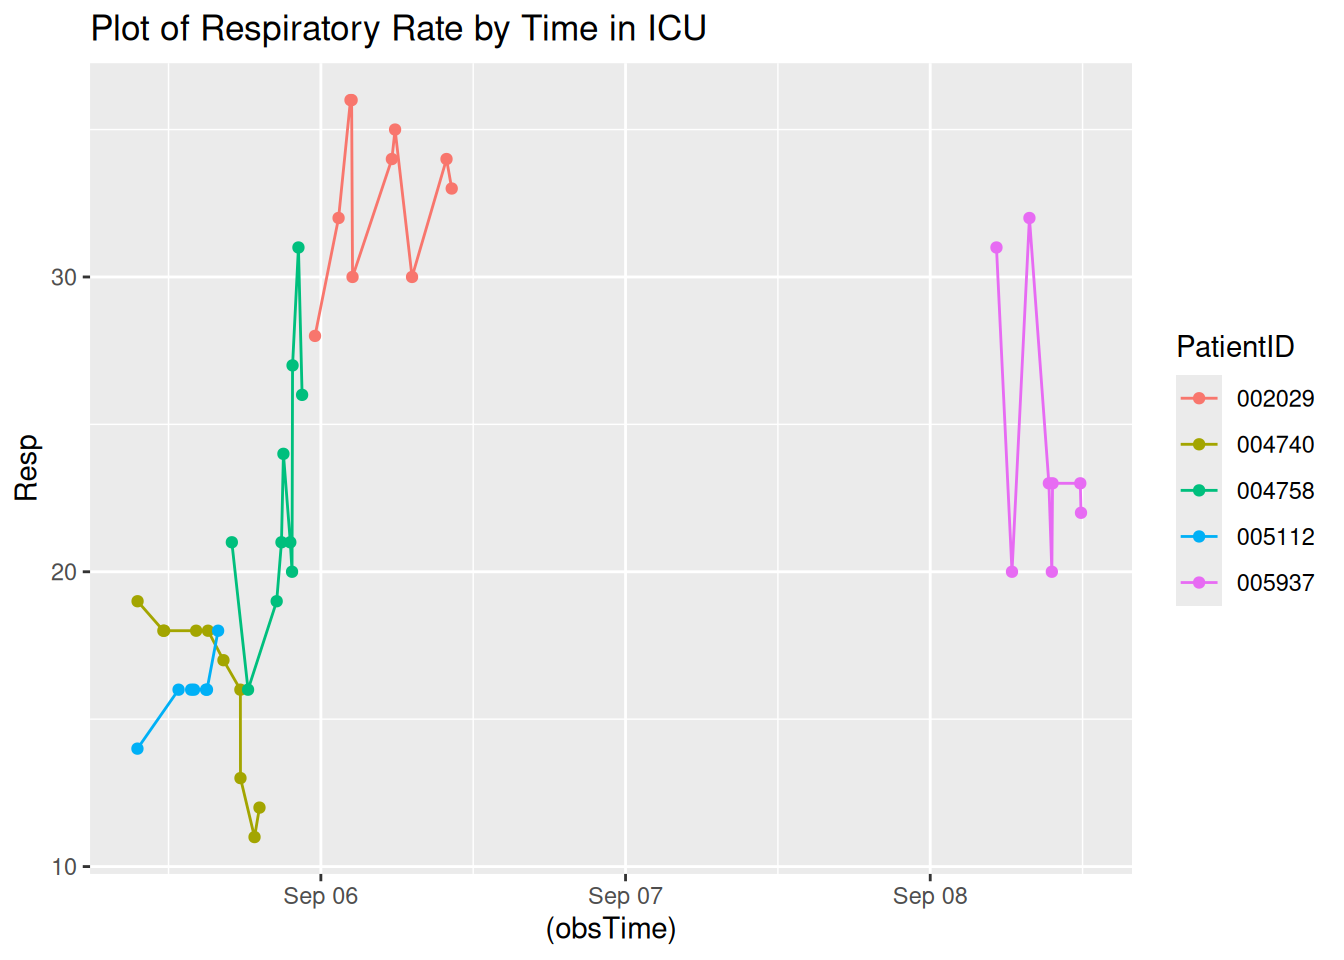 Plot of Respiratory Rate by Time in ICU
Resp
30
20
10
Sep 06
Sep 07
Sep 08
(obsTime)
PatientID
002029
004740
004758
005112
005937